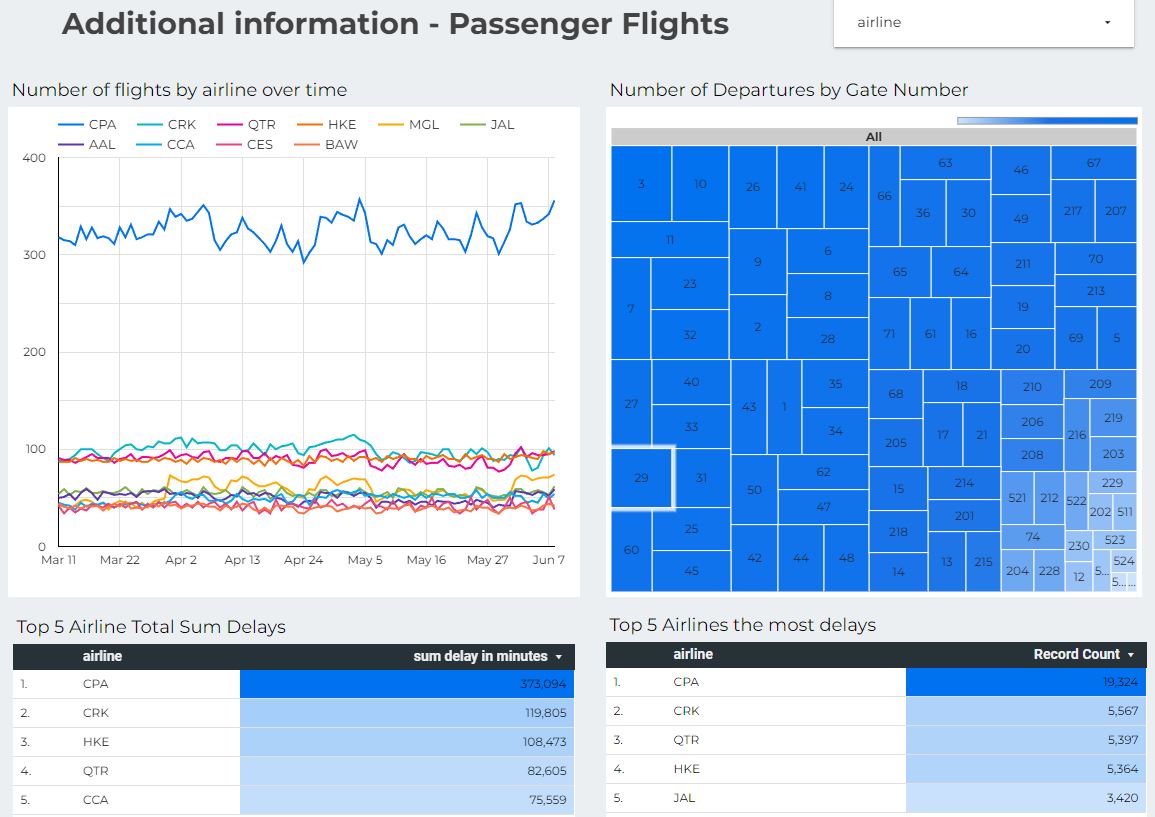 Additional information - Passenger Flights
airline
Number of flights by airline over time
CPA CRK QTR HKE MGL JAL
AAL CCA CES BAW
400
300
200
100
0
Mar 11 Mar 22 Apr 2 Apr 13 Apr 24 May 5 May 16 May 27 Jun 7
Number of Departures by Gate Number
All
3 10 26 41 24 66 63 46 67
36 30 49 217 207
11 9 6 65 64 211 70
7 23 8 19 213
32 2 28 71 61 16 20 69 5
27 40 43 1 35 68 18 210 209
33 34 205 17 21 206 216 219
208 203
29 31 50 62 15 214 521 212 522 229
47 201 202 511
60 25 42 44 48 218 13 215 74 230 523
45 14 204 228 12 5... 524
5... ...
Top 5 Airline Total Sum Delays
airline sum delay in minutes
1. CPA 373,094
2. CRK 119,805
3. HKE 108,473
4. QTR 82,605
5. CCA 75,559
Top 5 Airlines the most delays
airline Record Count
1. CPA 19,324
2. CRK 5,567
3. QTR 5,397
4. HKE 5,364
5. JAL 3,420